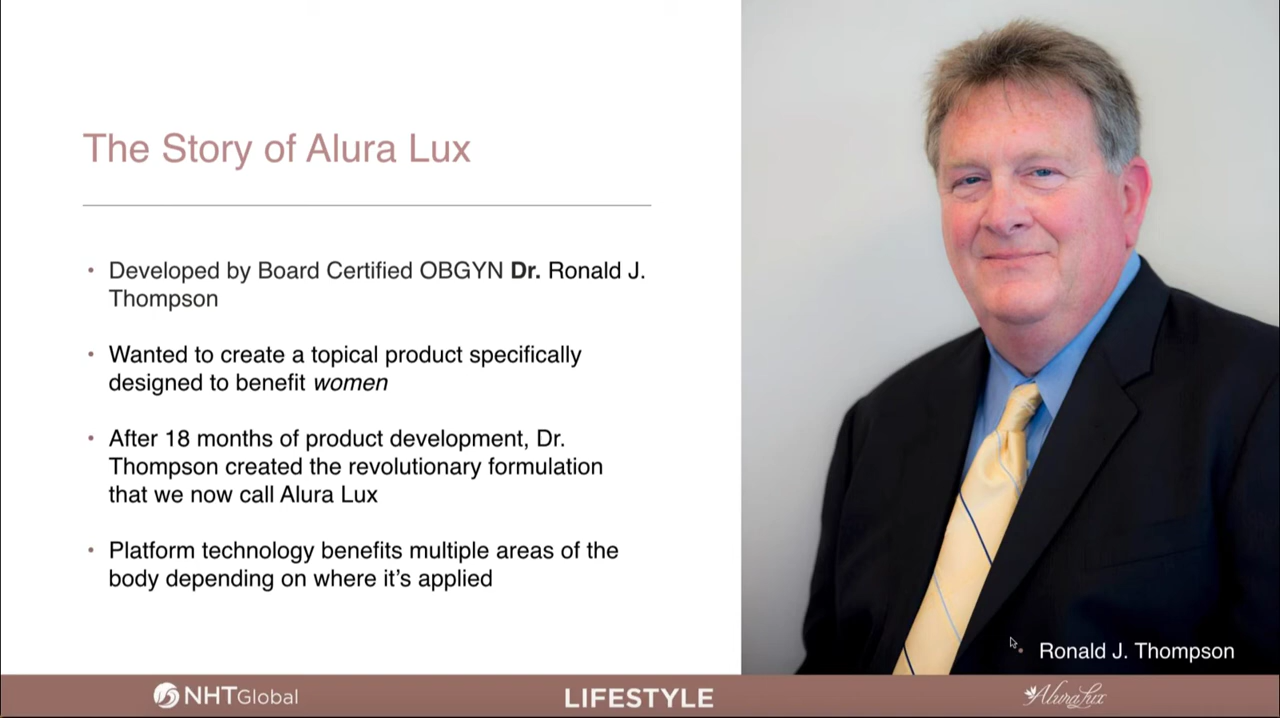 The Story of Alura Lux
• Developed by Board Certified OBGYN Dr. Ronald J.
Thompson
• Wanted to create a topical product specifically
designed to benefit women
• After 18 months of product development, Dr.
Thompson created the revolutionary formulation
that we now call Alura Lux
• Platform technology benefits multiple areas of the
body depending on where it’s applied
• Ronald J. Thompson
NHTGlobal
LIFESTYLE
AluraLux